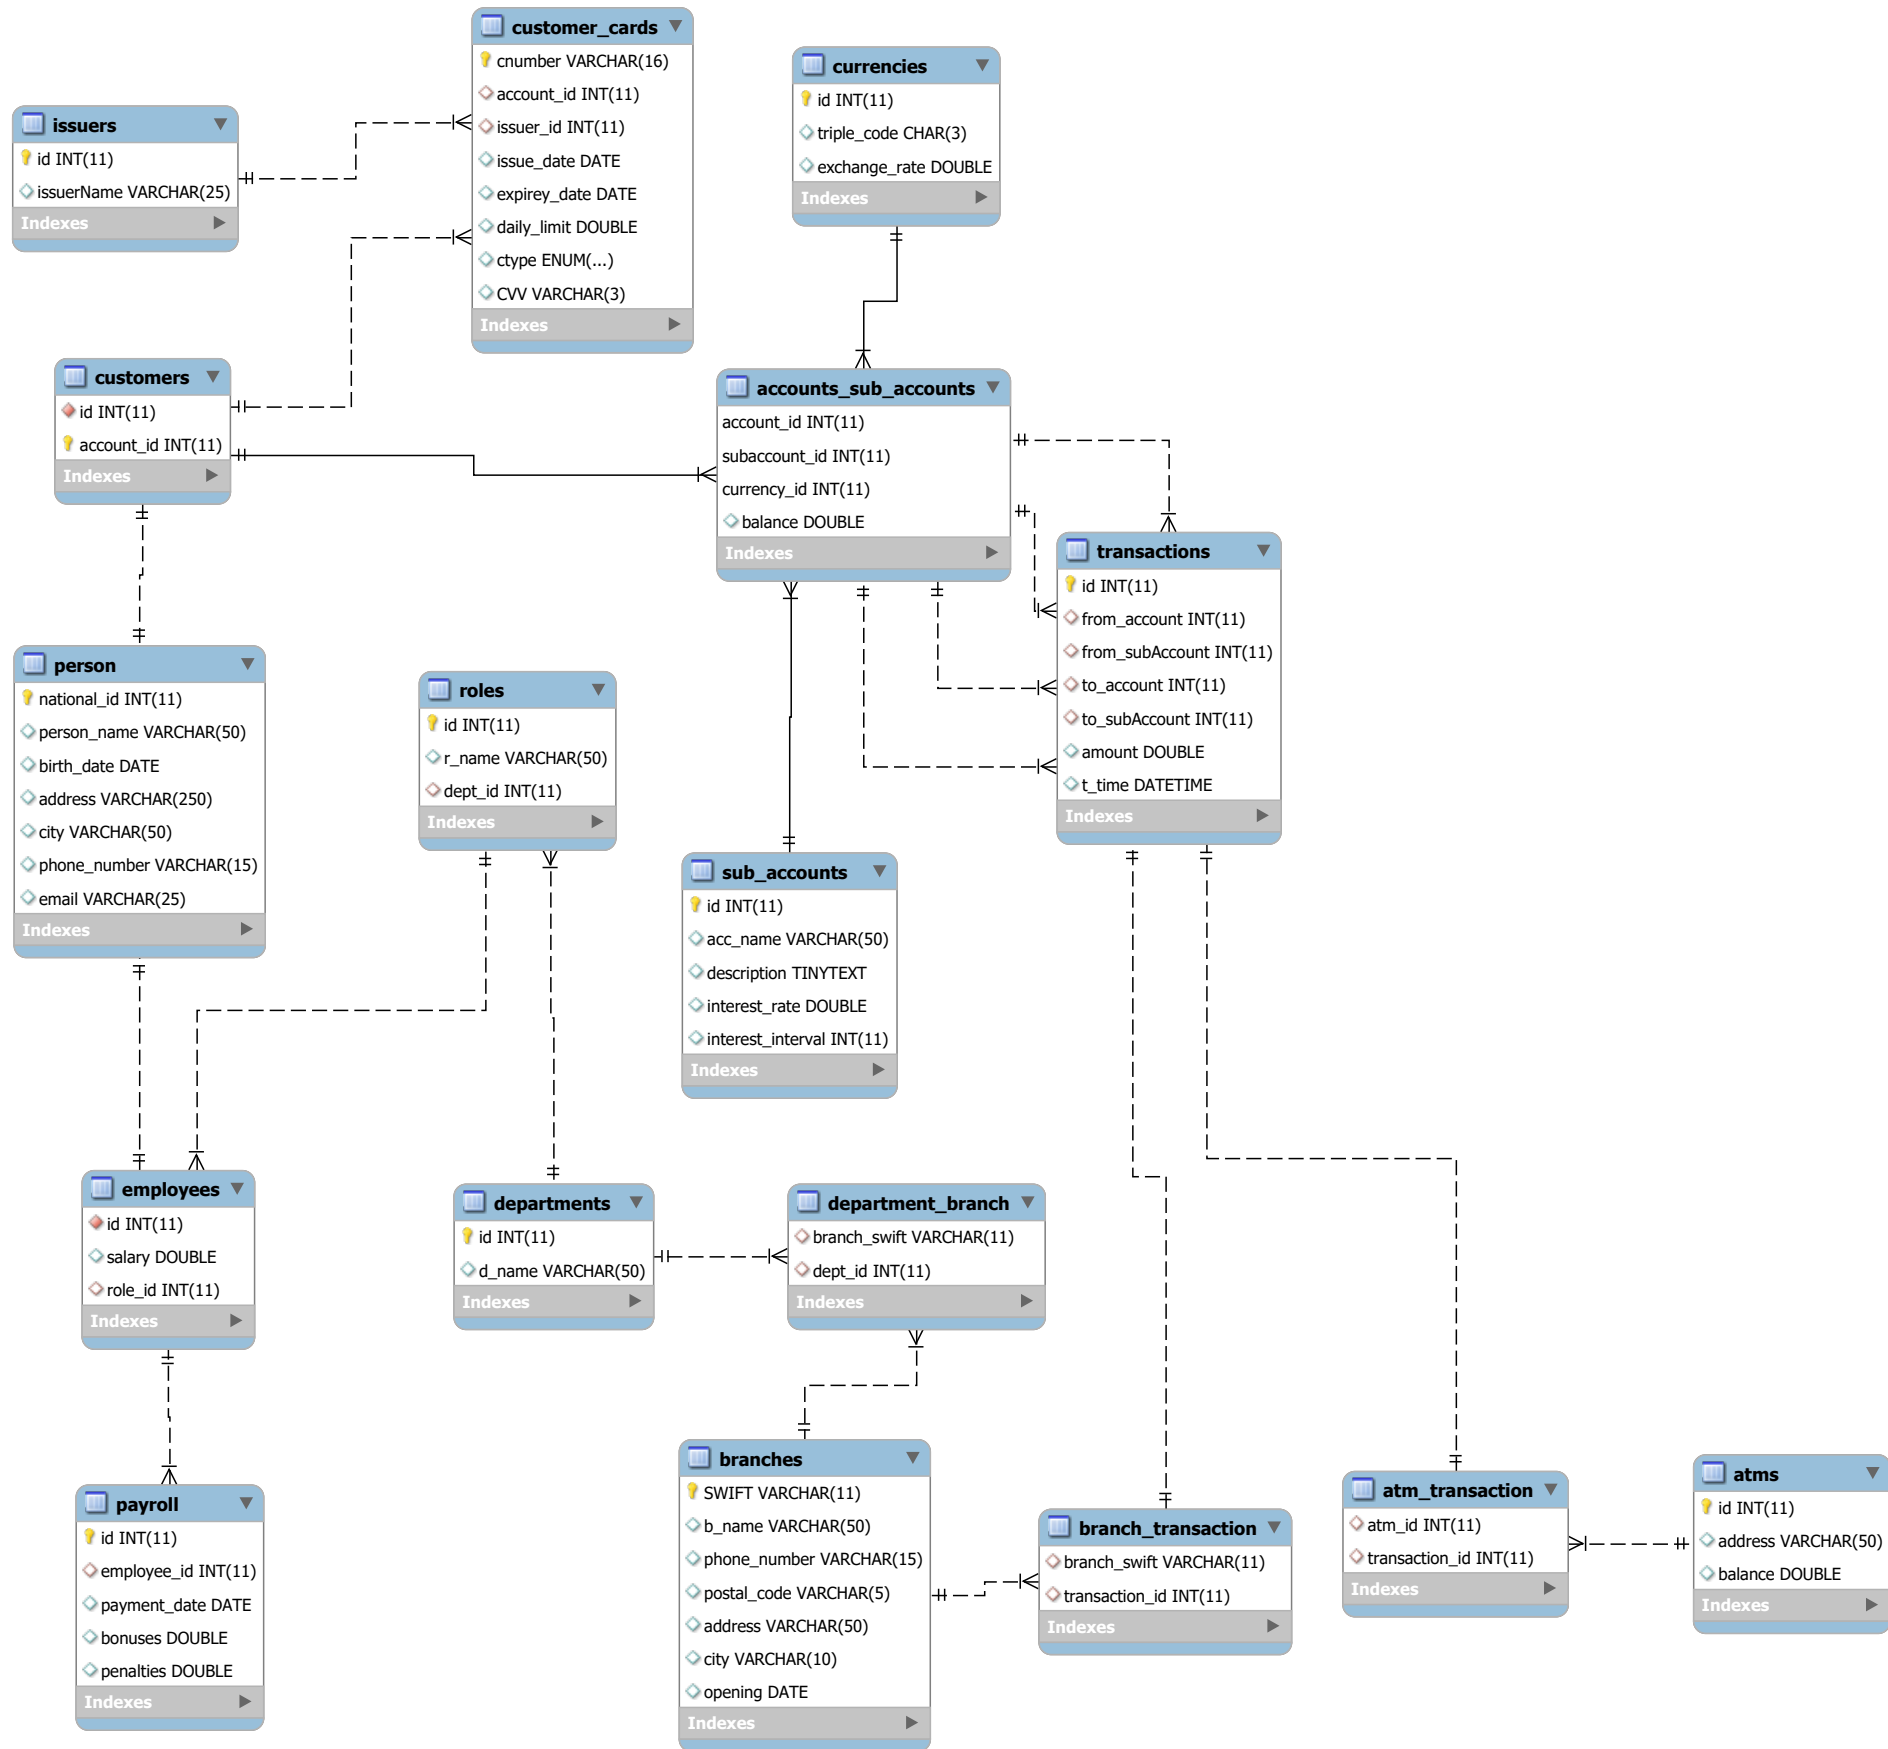 customer_cards
cnumber VARCHAR(16)
account_id INT(11)
issuer_id INT(11)
issue_date DATE
expirey_date DATE
daily_limit DOUBLE
ctype ENUM(...)
CVV VARCHAR(3)
Indexes
currencies
id INT(11)
triple_code CHAR(3)
exchange_rate DOUBLE
Indexes
issuers
id INT(11)
issuerName VARCHAR(25)
Indexes
customers
id INT(11)
account_id INT(11)
Indexes
accounts_sub_accounts
account_id INT(11)
subaccount_id INT(11)
currency_id INT(11)
balance DOUBLE
Indexes
transactions
id INT(11)
from_account INT(11)
from_subAccount INT(11)
to_account INT(11)
to_subAccount INT(11)
amount DOUBLE
t_time DATETIME
Indexes
person
national_id INT(11)
person_name VARCHAR(50)
birth_date DATE
address VARCHAR(250)
city VARCHAR(50)
phone_number VARCHAR(15)
email VARCHAR(25)
Indexes
roles
id INT(11)
r_name VARCHAR(50)
dept_id INT(11)
Indexes
sub_accounts
id INT(11)
acc_name VARCHAR(50)
description TINYTEXT
interest_rate DOUBLE
interest_interval INT(11)
Indexes
employees
id INT(11)
salary DOUBLE
role_id INT(11)
Indexes
departments
id INT(11)
d_name VARCHAR(50)
Indexes
department_branch
branch_swift VARCHAR(11)
dept_id INT(11)
Indexes
branches
SWIFT VARCHAR(11)
b_name VARCHAR(50)
phone_number VARCHAR(15)
postal_code VARCHAR(5)
address VARCHAR(50)
city VARCHAR(10)
opening DATE
Indexes
payroll
id INT(11)
employee_id INT(11)
payment_date DATE
bonuses DOUBLE
penalties DOUBLE
Indexes
branch_transaction
branch_swift VARCHAR(11)
transaction_id INT(11)
Indexes
atm_transaction
atm_id INT(11)
transaction_id INT(11)
Indexes
atms
id INT(11)
address VARCHAR(50)
balance DOUBLE
Indexes